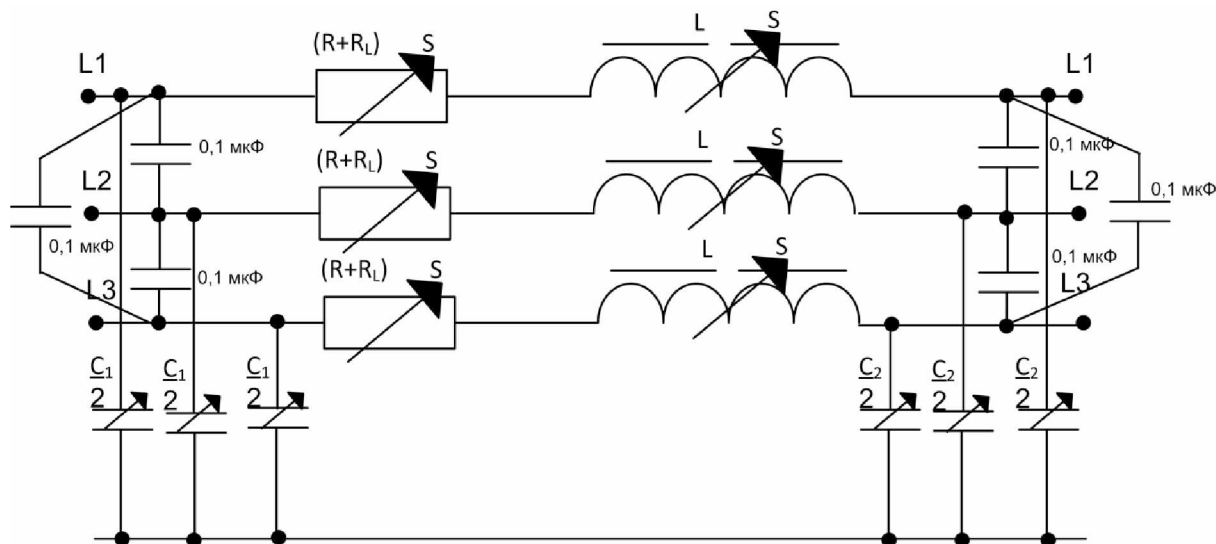 (R+RL) S L S
L1 L1
0,1 мкФ 0,1 мкФ
(R+RL) S L S
L2 L2
0,1 мкФ
0,1 мкФ
0,1 мкФ 0,1 мкФ
(R+RL) S L S
L3 L3
C1 C1 C1 C2 C2 C2
2 2 2 2 2 2